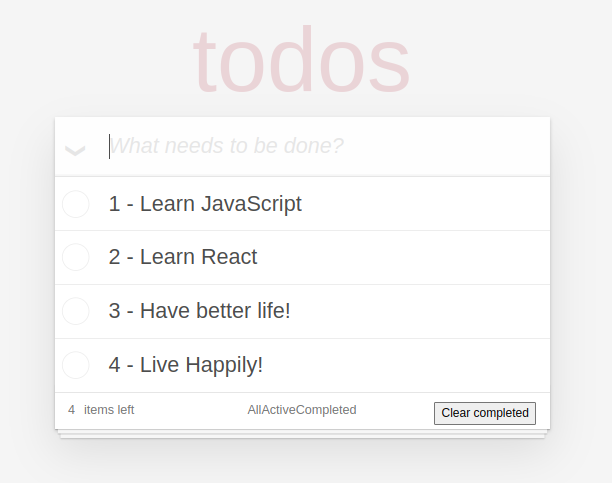 todos
What needs to be done?
1 - Learn JavaScript
2 - Learn React
3 - Have better life!
4 - Live Happily!
4 items left AllActiveCompleted Clear completed